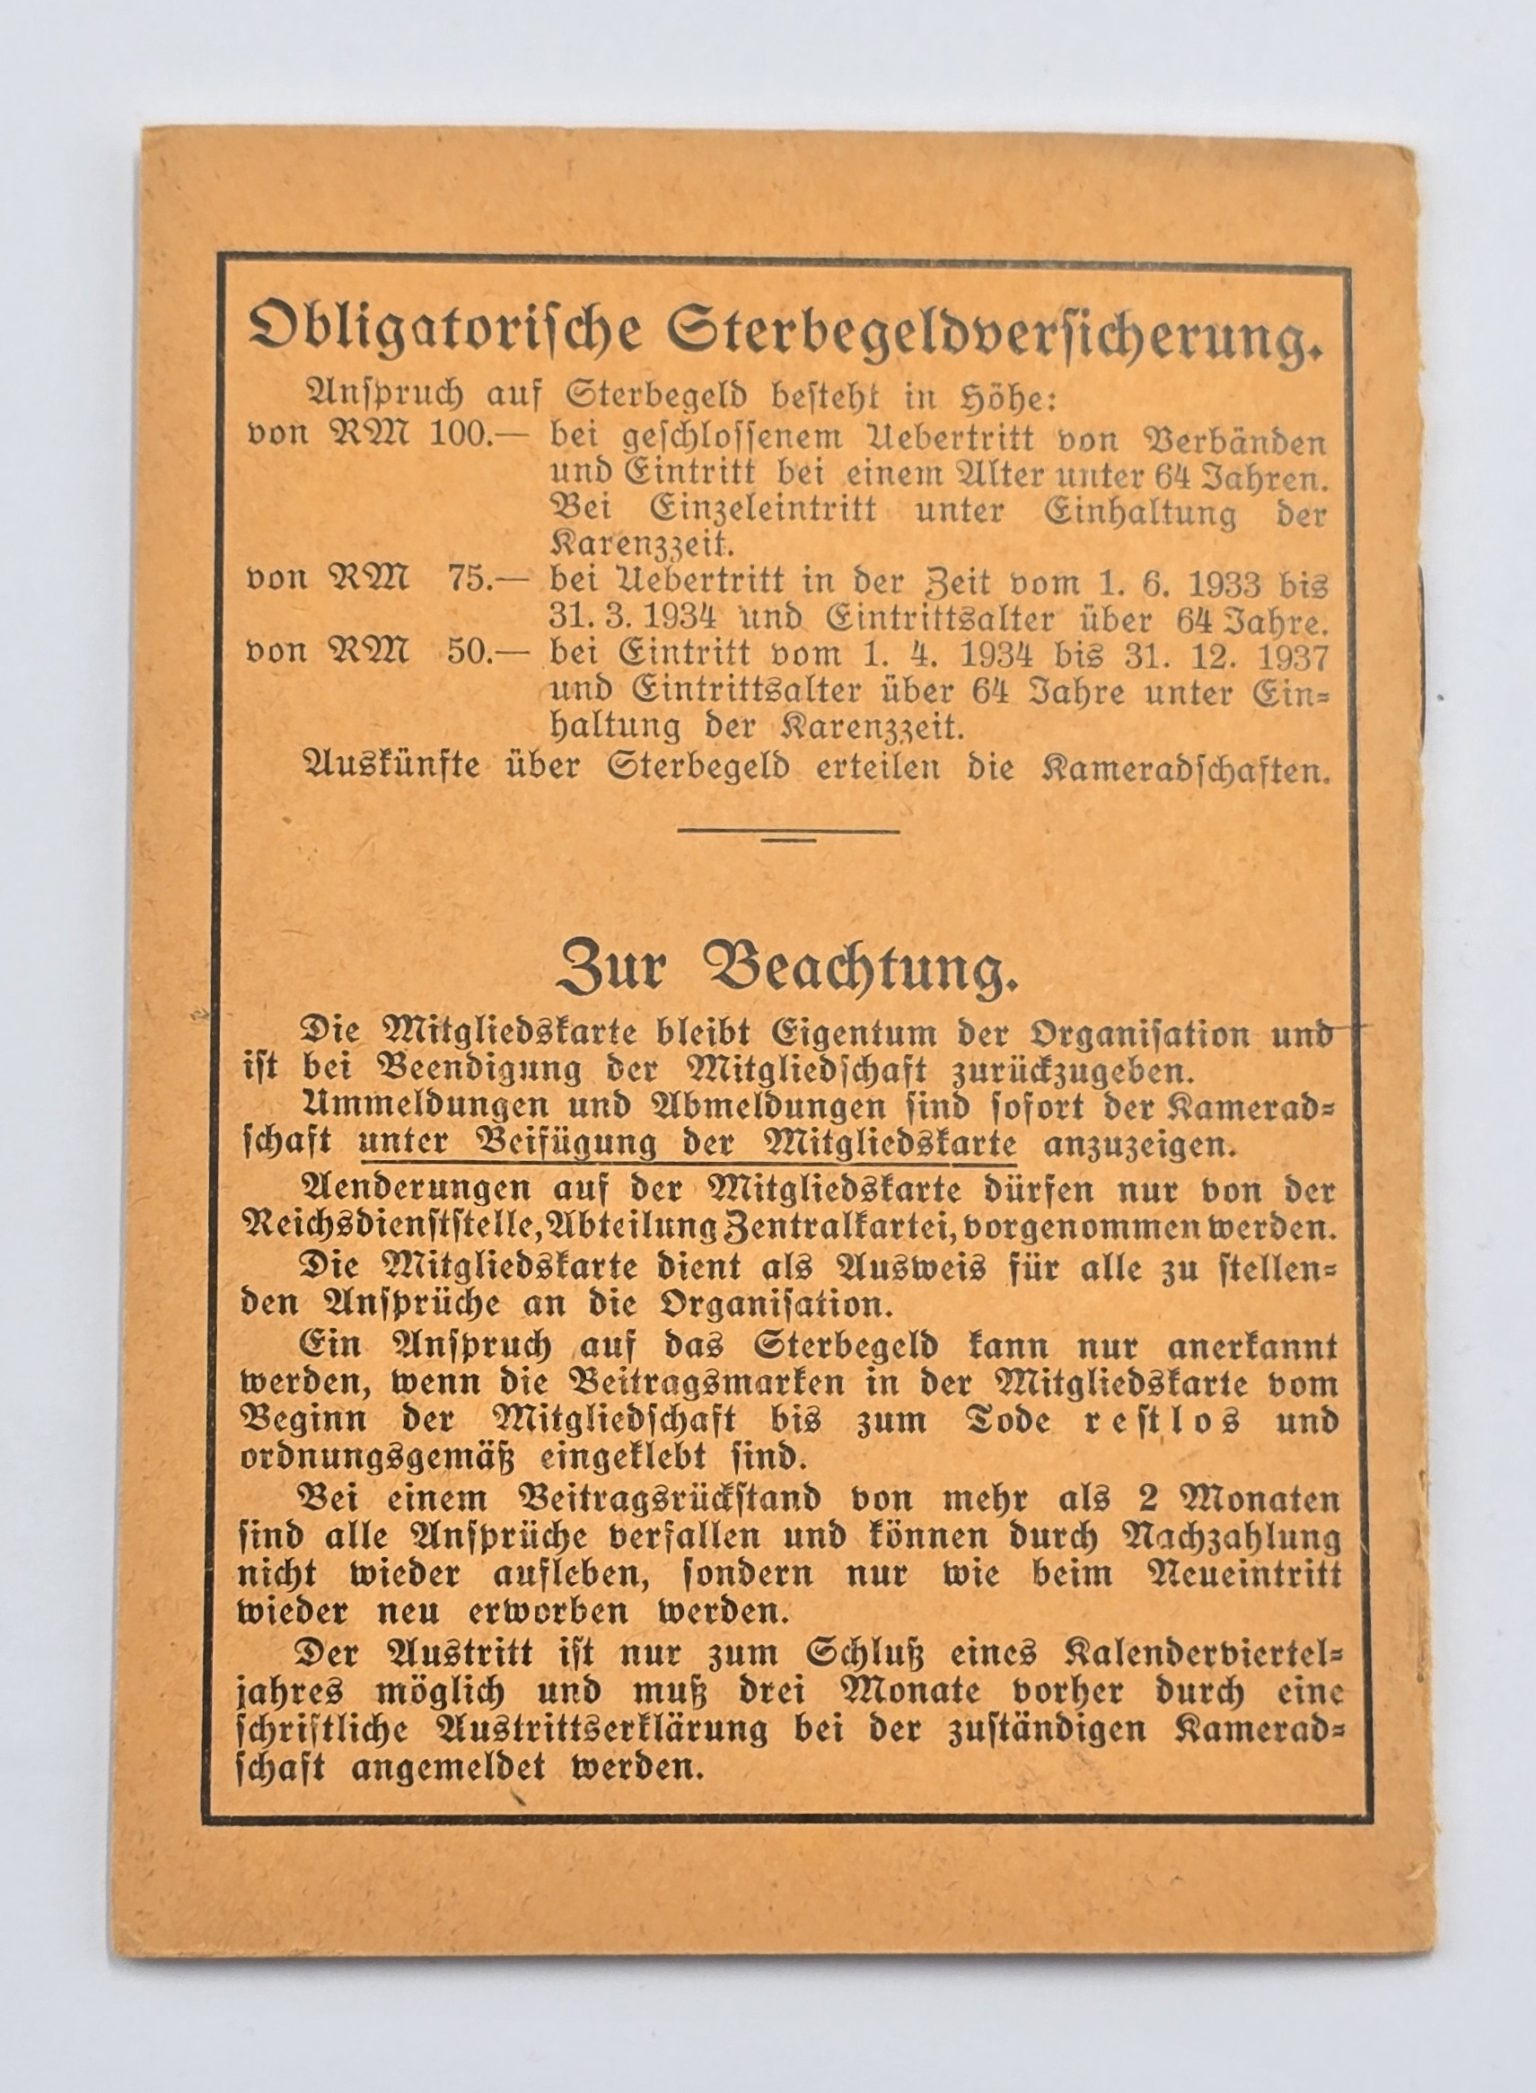 Obligatorische Sterbegeldversicherung.
Anspruch auf Sterbegeld besteht in Höhe:
von RM 100.— bei geschlossenem Uebertritt von Verbänden
und Eintritt bei einem Alter unter 64 Jahren.
Bei Einzeleintritt unter Einhaltung der
Karenzzeit.
von RM 75.— bei Uebertritt in der Zeit vom 1. 6. 1933 bis
31. 3. 1934 und Eintrittsalter über 64 Jahre.
von RM 50.— bei Eintritt vom 1. 4. 1934 bis 31. 12. 1937
und Eintrittsalter über 64 Jahre unter Ein-
haltung der Karenzzeit.
Auskünfte über Sterbegeld erteilen die Kameradschaften.
Zur Beachtung.
Die Mitgliedskarte bleibt Eigentum der Organisation und
ist bei Beendigung der Mitgliedschaft zurückzugeben.
Ummeldungen und Abmeldungen sind sofort der Kamerad-
schaft unter Beifügung der Mitgliedskarte anzuzeigen.
Aenderungen auf der Mitgliedskarte dürfen nur von der
Reichsdienststelle, Abteilung Zentralkartei, vorgenommen werden.
Die Mitgliedskarte dient als Ausweis für alle zu stellen-
den Ansprüche an die Organisation.
Ein Anspruch auf das Sterbegeld kann nur anerkannt
werden, wenn die Beitragsmarken in der Mitgliedskarte vom
Beginn der Mitgliedschaft bis zum Tode restlos und
ordnungsgemäß eingeklebt sind.
Bei einem Beitragsrückstand von mehr als 2 Monaten
sind alle Ansprüche verfallen und können durch Nachzahlung
nicht wieder aufleben, sondern nur wie beim Neueintritt
wieder neu erworben werden.
Der Austritt ist nur zum Schluß eines Kalenderviertel-
jahres möglich und muß drei Monate vorher durch eine
schriftliche Austrittserklärung bei der zuständigen Kamerad-
schaft angemeldet werden.